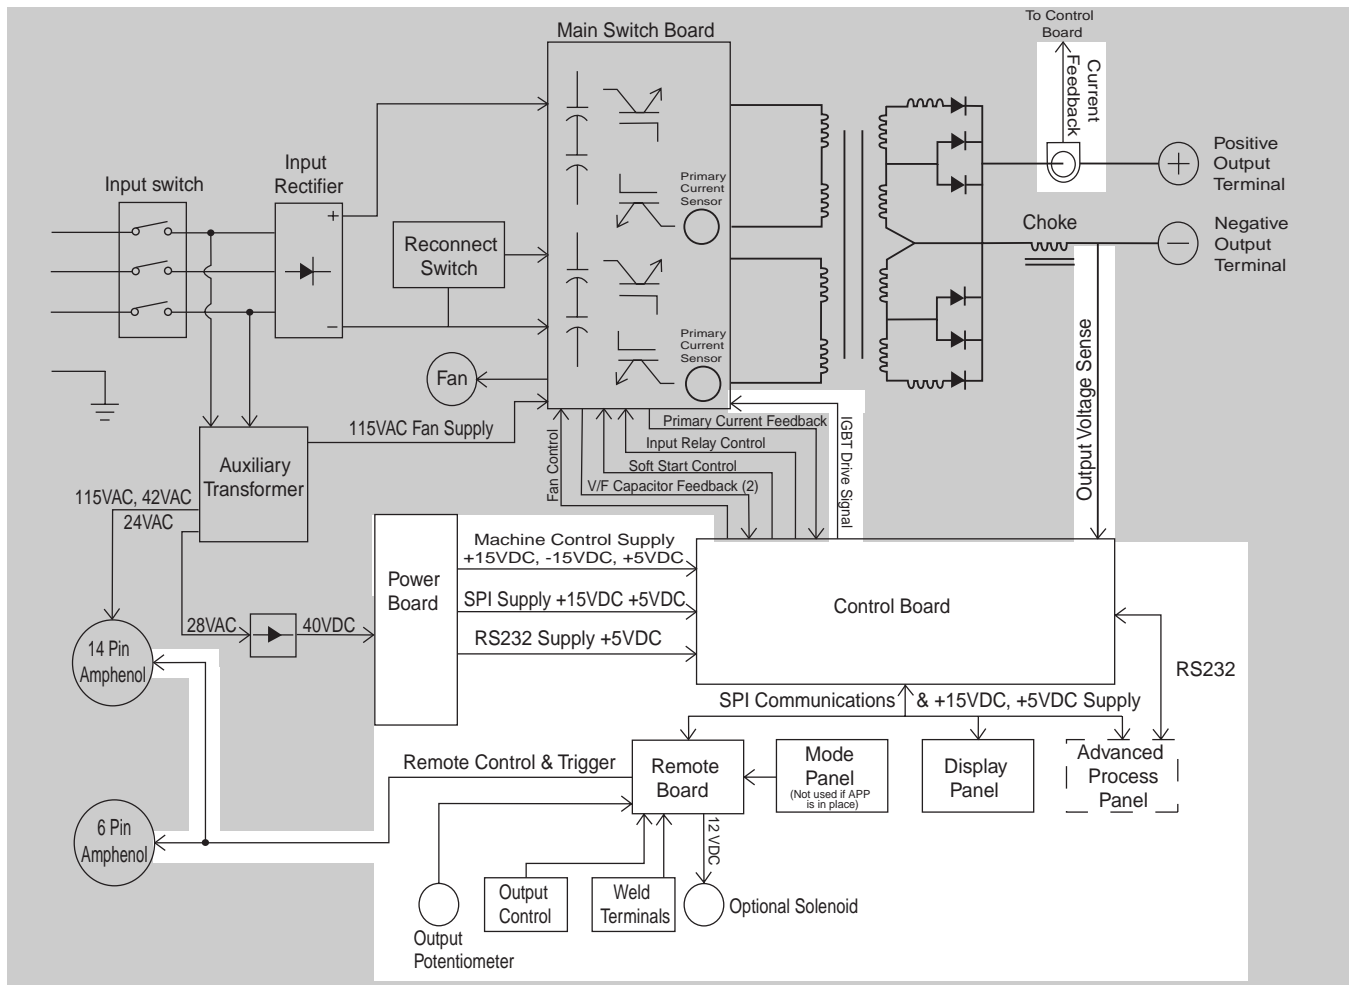 To Control
Board
Main Switch Board
Current
Feedback
Input
Rectifier
Input switch
+
−
Reconnect
Switch
Primary
Current
Sensor
Primary
Current
Sensor
Positive
Output
Terminal
+
Choke
Negative
Output
Terminal
−
Fan
115VAC Fan Supply
Auxiliary
Transformer
115VAC, 42VAC
24VAC
Fan Control
Primary Current Feedback
Input Relay Control
Soft Start Control
V/F Capacitor Feedback (2)
IGBT Drive Signal
Output Voltage Sense
28VAC
40VDC
Power
Board
Machine Control Supply
+15VDC, -15VDC, +5VDC
SPI Supply +15VDC +5VDC
RS232 Supply +5VDC
Control Board
RS232
SPI Communications & +15VDC, +5VDC Supply
14 Pin
Amphenol
6 Pin
Amphenol
Remote Control & Trigger
Remote
Board
Mode
Panel
(Not used if APP
is in place)
Display
Panel
Advanced
Process
Panel
12 VDC
Output
Potentiometer
Output
Control
Weld
Terminals
Optional Solenoid